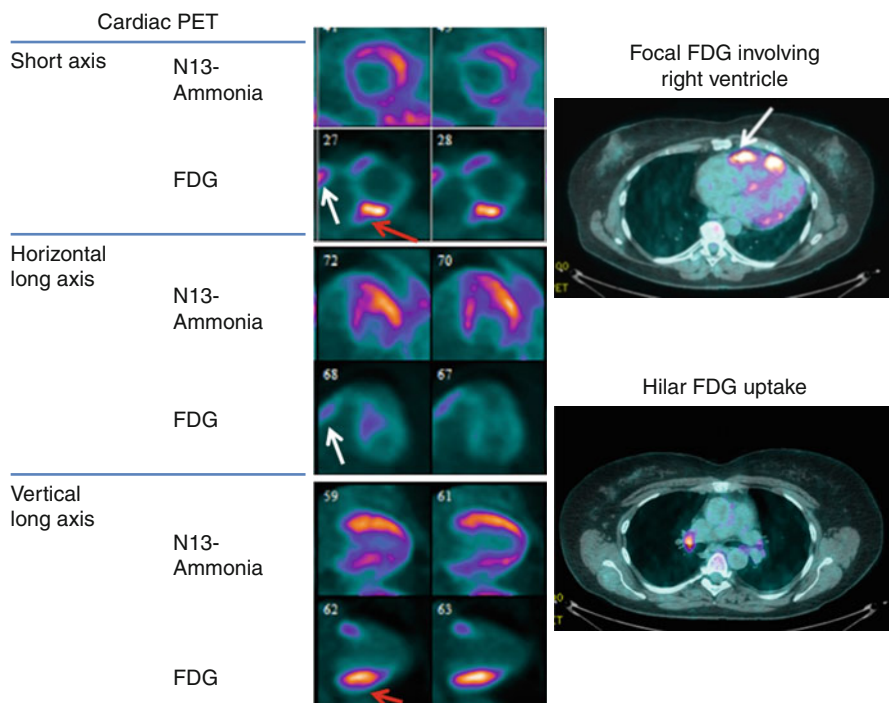 Cardiac PET
Short axis
N13-
Ammonia
FDG
27
28
Horizontal
long axis
N13-
Ammonia
72
70
FDG
68
67
Vertical
long axis
N13-
Ammonia
59
61
FDG
62
63
Focal FDG involving
right ventricle
Hilar FDG uptake